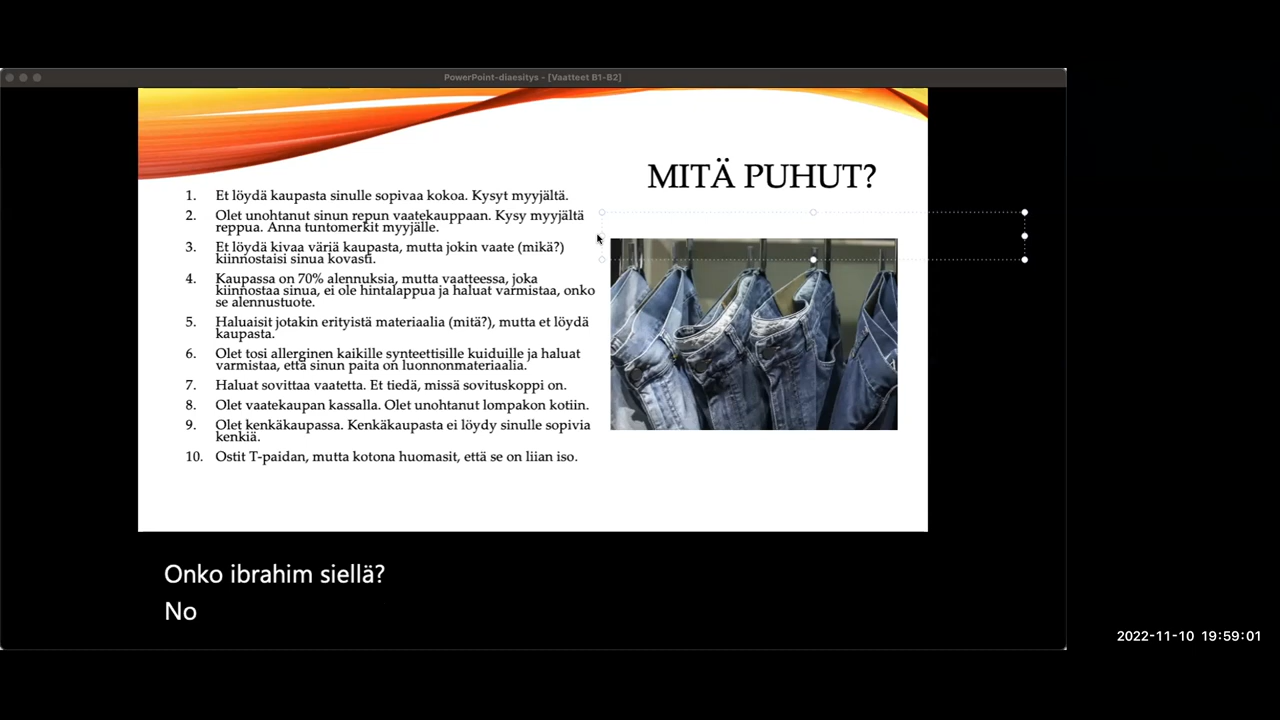 PowerPoint-diaesitys - [Vaatteet B1-B2]
MITÄ PUHUT?
1. Et löydä kaupasta sinulle sopivaa kokoa. Kysyt myyjältä.
2. Olet unohtanut sinun repun vaatekauppaan. Kysy myyjältä
reppua. Anna tuntomerkit myyjälle.
3. Et löydä kivaa väriä kaupasta, mutta jokin vaate (mikä?)
kiinnostaisi sinua kovasti.
4. Kaupassa on 70% alennuksia, mutta vaatteessa, joka
kiinnostaa sinua, ei ole hintalappua ja haluat varmistaa, onko
se alennustuote.
5. Haluaisit jotakin erityistä materiaalia (mitä?), mutta et löydä
kaupasta.
6. Olet tosi allerginen kaikille synteettisille kuiduille ja haluat
varmistaa, että sinun paita on luonnonmateriaalia.
7. Haluat sovittaa vaatetta. Et tiedä, missä sovituskoppi on.
8. Olet vaatekaupan kassalla. Olet unohtanut lompakon kotiin.
9. Olet kenkäkaupassa. Kenkäkaupasta ei löydy sinulle sopivia
kenkiä.
10. Ostit T-paidan, mutta kotona huomasit, että se on liian iso.
Onko ibrahim siellä?
No
2022-11-10 19:59:01